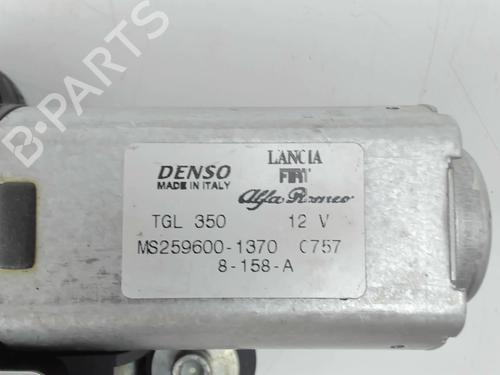 B-PARTS
DENSO
MADE IN ITALY
LANCIA
FIAT
Alfa Romeo
TGL 350 12 V
MS259600-1370 C757
8-158-A